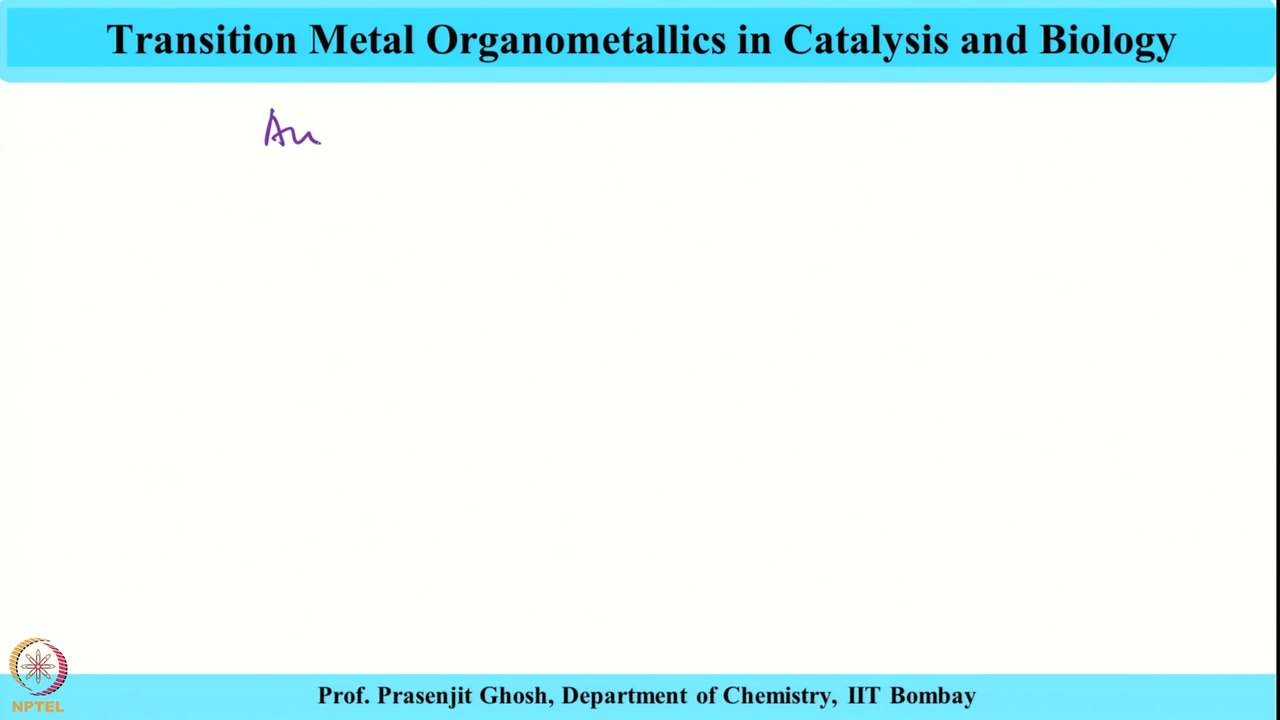 Transition Metal Organometallics in Catalysis and Biology
Au
Prof. Prasenjit Ghosh, Department of Chemistry, IIT Bombay
NPTEL